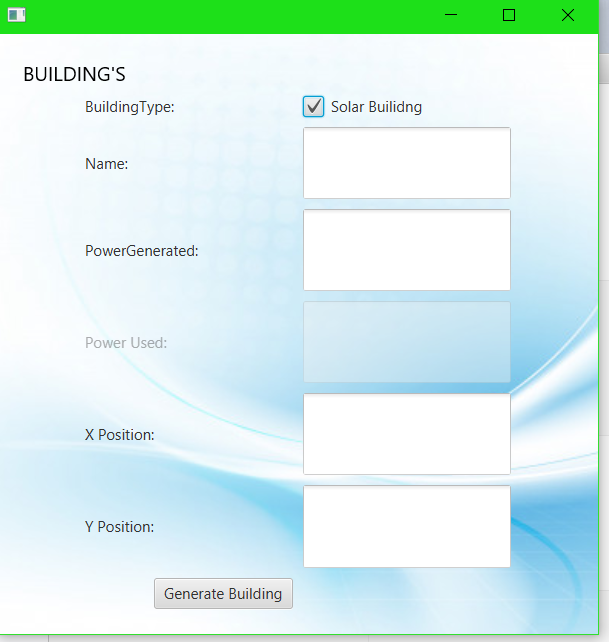 BUILDING'S
BuildingType: Solar Builidng
Name:
PowerGenerated:
Power Used:
X Position:
Y Position:
Generate Building